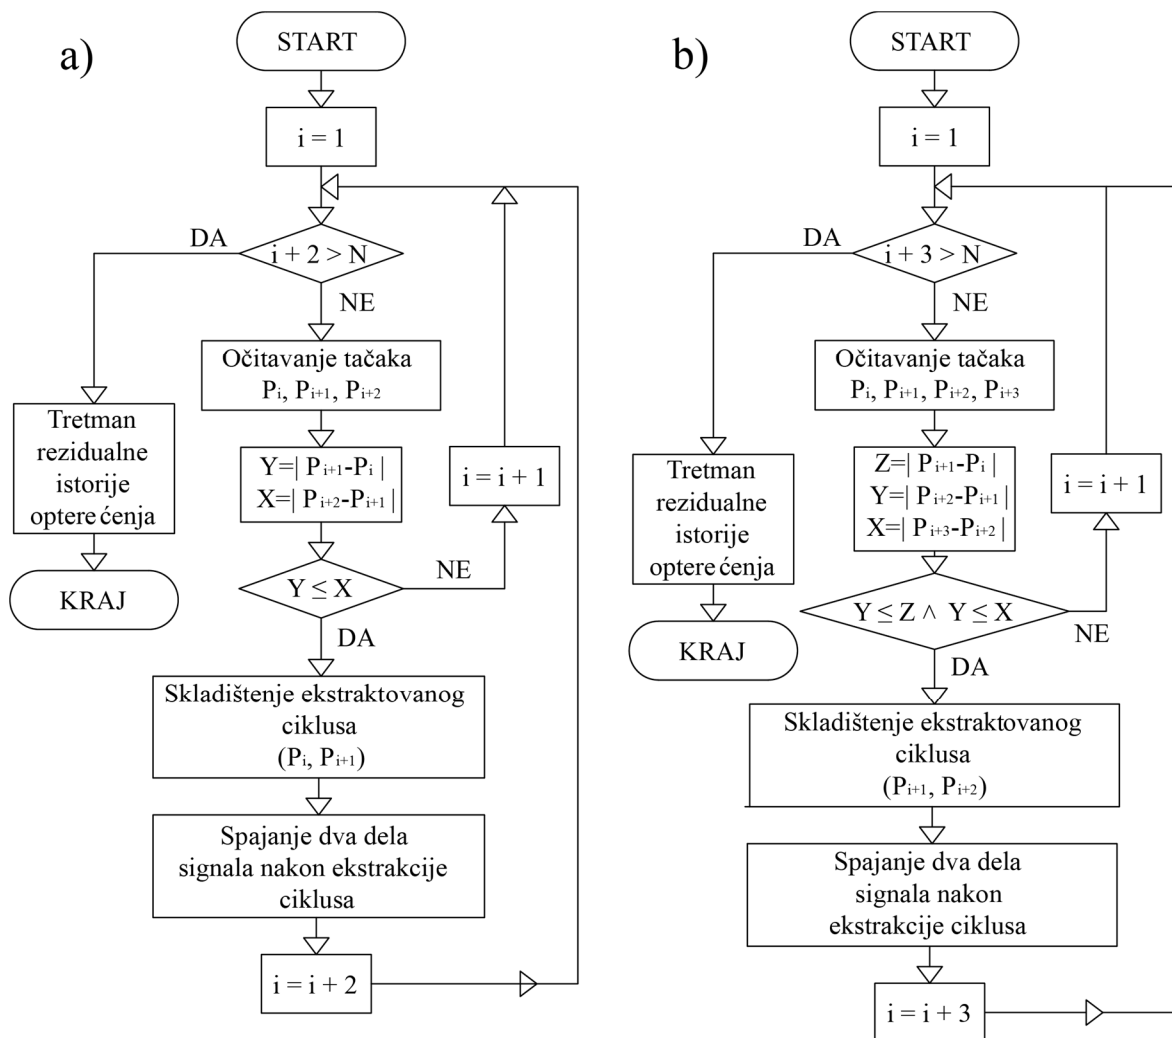 a)
START
i = 1
i + 2 > N
DA
NE
Očitavanje tačaka
Pi, Pi+1, Pi+2
Tretman
rezidualne
istorije
optere ćenja
KRAJ
Y=| Pi+1-Pi |
X=| Pi+2-Pi+1 |
i = i + 1
Y ≤ X
NE
DA
Skladištenje ekstraktovanog
ciklusa
(Pi, Pi+1)
Spajanje dva dela
signala nakon ekstrakcije
ciklusa
i = i + 2
b)
START
i = 1
i + 3 > N
DA
NE
Očitavanje tačaka
Pi, Pi+1, Pi+2, Pi+3
Tretman
rezidualne
istorije
optere ćenja
KRAJ
Z=| Pi+1-Pi |
Y=| Pi+2-Pi+1 |
X=| Pi+3-Pi+2 |
i = i + 1
Y ≤ Z ∧ Y ≤ X
NE
DA
Skladištenje ekstraktovanog
ciklusa
(Pi+1, Pi+2)
Spajanje dva dela
signala nakon
ekstrakcije ciklusa
i = i + 3